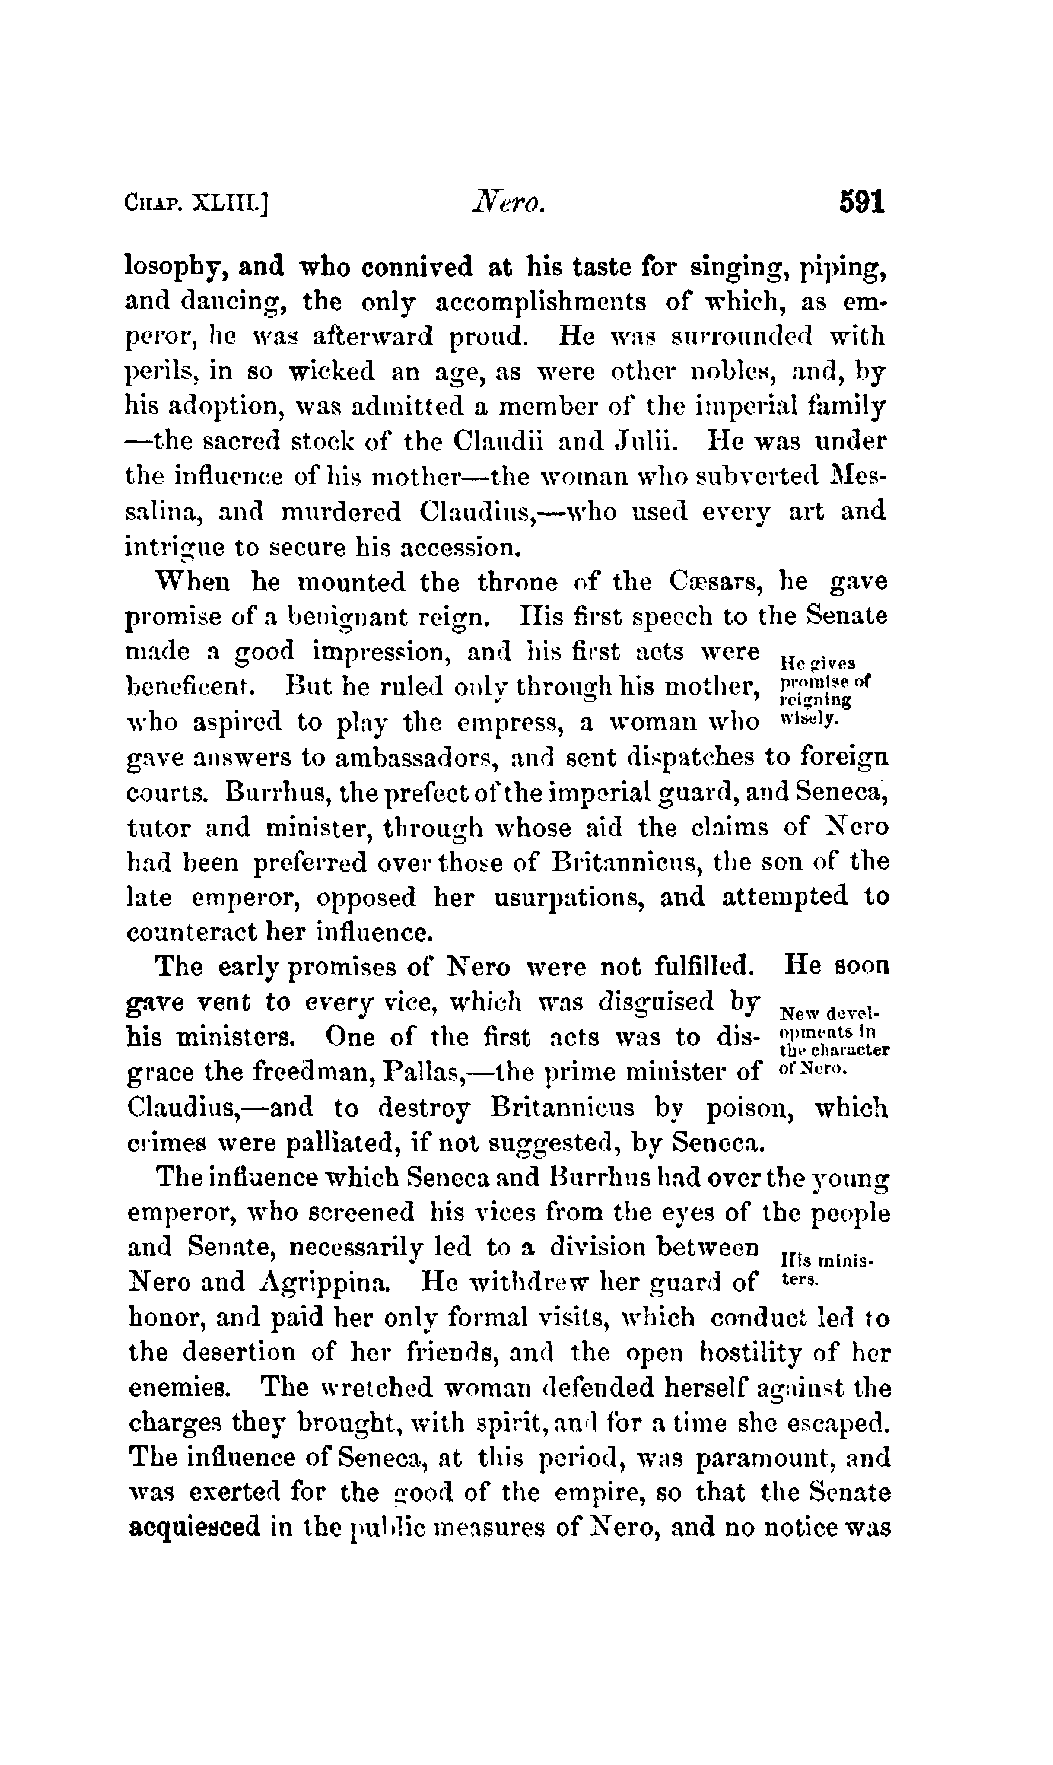 CHAP. XLIII.] Nero. 591
losophy, and who connived at his taste for singing, piping,
and dancing, the only accomplishments of which, as em-
peror, he was afterward proud. He was surrounded with
perils, in so wicked an age, as were other nobles, and, by
his adoption, was admitted a member of the imperial family
—the sacred stock of the Claudii and Julii. He was under
the influence of his mother—the woman who subverted Mes-
salina, and murdered Claudius,—who used every art and
intrigue to secure his accession.
When he mounted the throne of the Cæsars, he gave
promise of a benignant reign. His first speech to the Senate
made a good impression, and his first acts were
beneficent. But he ruled only through his mother,
who aspired to play the empress, a woman who
He gives
promise of
reigning
wisely.
gave answers to ambassadors, and sent dispatches to foreign
courts. Burrhus, the prefect of the imperial guard, and Seneca,
tutor and minister, through whose aid the claims of Nero
had been preferred over those of Britannicus, the son of the
late emperor, opposed her usurpations, and attempted to
counteract her influence.
The early promises of Nero were not fulfilled. He soon
gave vent to every vice, which was disguised by
his ministers. One of the first acts was to dis-
grace the freedman, Pallas,—the prime minister of
New devel-
opments in
the character
of Nero.
Claudius,—and to destroy Britannicus by poison, which
crimes were palliated, if not suggested, by Seneca.
The influence which Seneca and Burrhus had over the young
emperor, who screened his vices from the eyes of the people
and Senate, necessarily led to a division between
Nero and Agrippina. He withdrew her guard of
His minis-
ters.
honor, and paid her only formal visits, which conduct led to
the desertion of her friends, and the open hostility of her
enemies. The wretched woman defended herself against the
charges they brought, with spirit, and for a time she escaped.
The influence of Seneca, at this period, was paramount, and
was exerted for the good of the empire, so that the Senate
acquiesced in the public measures of Nero, and no notice was